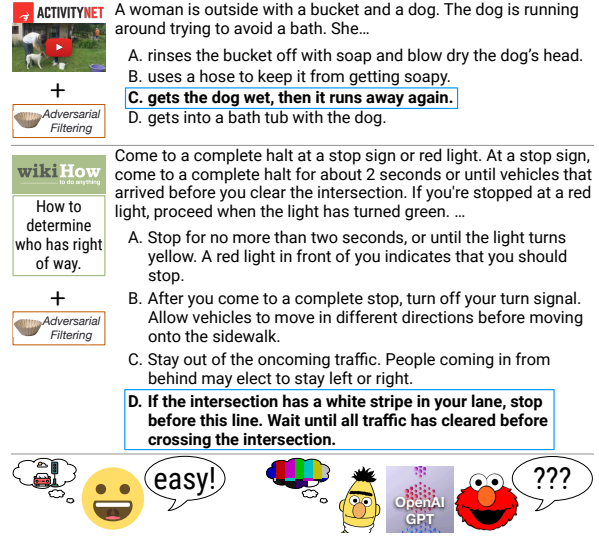 ACTIVITYNET
A woman is outside with a bucket and a dog. The dog is running
around trying to avoid a bath. She…
A. rinses the bucket off with soap and blow dry the dog's head.
B. uses a hose to keep it from getting soapy.
C. gets the dog wet, then it runs away again.
D. gets into a bath tub with the dog.
+
Adversarial
Filtering
wikiHow
to do anything
How to
determine
who has right
of way.
+
Adversarial
Filtering
Come to a complete halt at a stop sign or red light. At a stop sign,
come to a complete halt for about 2 seconds or until vehicles that
arrived before you clear the intersection. If you're stopped at a red
light, proceed when the light has turned green. …
A. Stop for no more than two seconds, or until the light turns
yellow. A red light in front of you indicates that you should
stop.
B. After you come to a complete stop, turn off your turn signal.
Allow vehicles to move in different directions before moving
onto the sidewalk.
C. Stay out of the oncoming traffic. People coming in from
behind may elect to stay left or right.
D. If the intersection has a white stripe in your lane, stop
before this line. Wait until all traffic has cleared before
crossing the intersection.
easy!
OpenAI
GPT
???